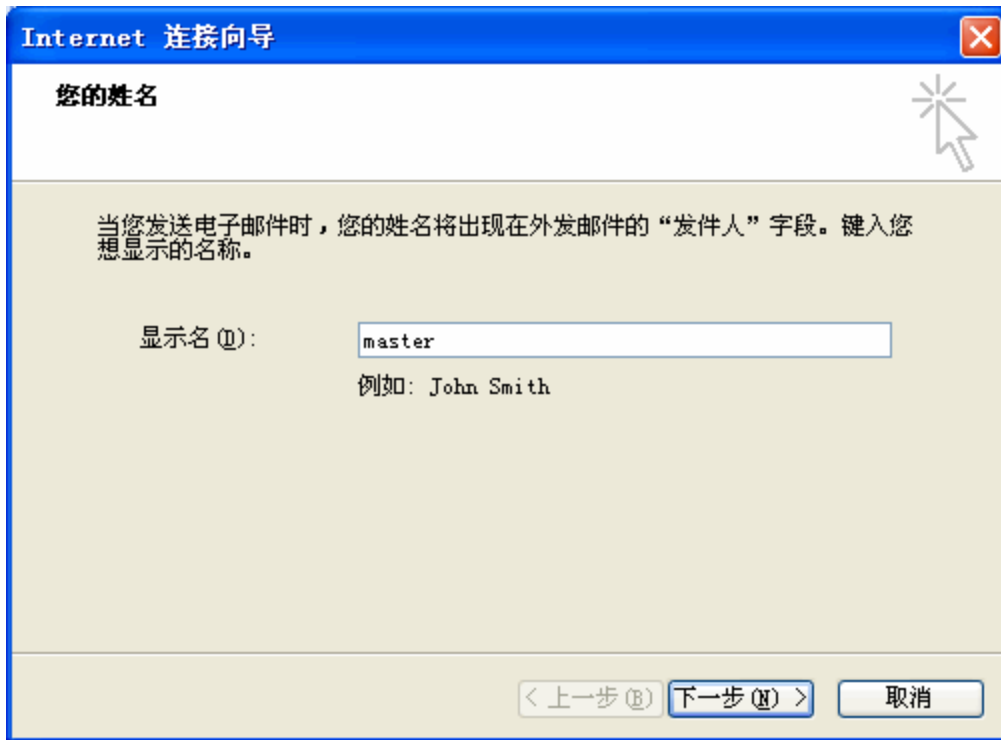 Internet 连接向导
您的姓名
当您发送电子邮件时，您的姓名将出现在外发邮件的“发件人”字段。键入您
想显示的名称。
显示名(D)：
master
例如：John Smith
< 上一步(B)
下一步(N) >
取消